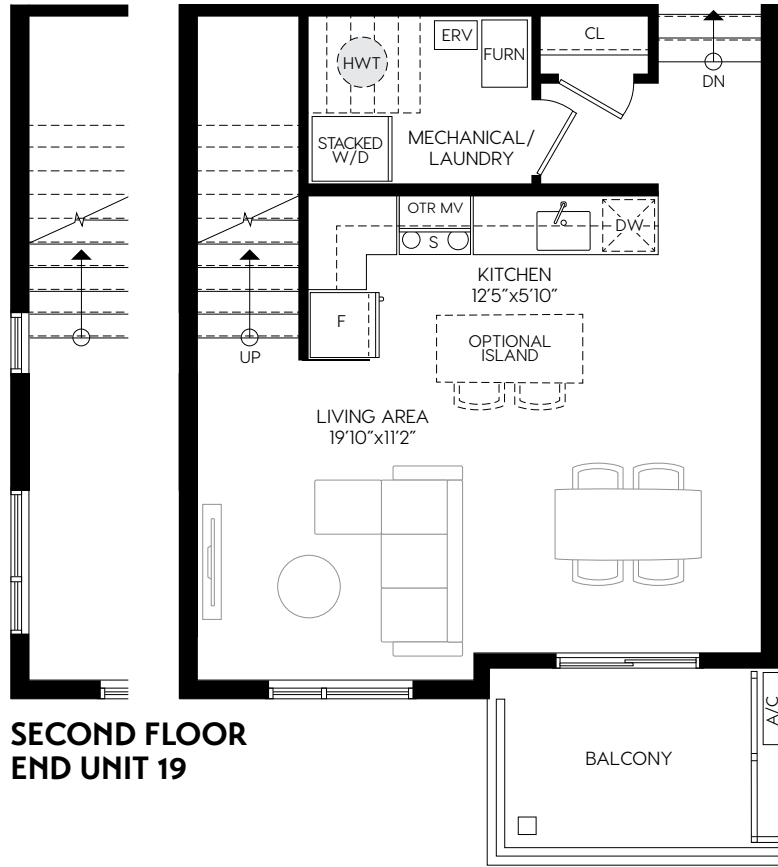 ERV
CL
FURN
HWT
DN
STACKED
W/D
MECHANICAL/
LAUNDRY
OTR MV
S
DW
KITCHEN
12'5"x5'10"
F
OPTIONAL
ISLAND
UP
LIVING AREA
19'10"x11'2"
A/C
SECOND FLOOR
END UNIT 19
BALCONY